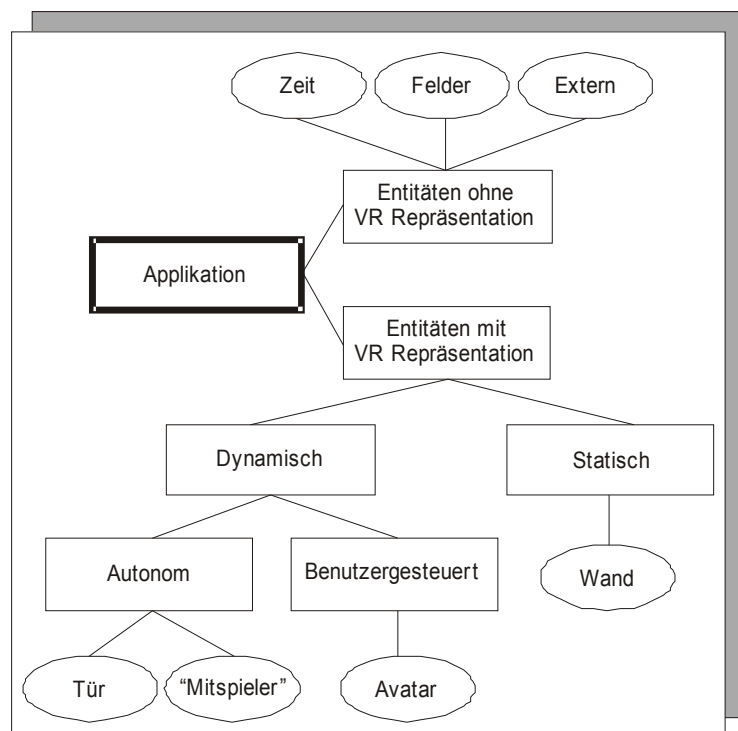 Zeit
Felder
Extern
Entitäten ohne
VR Repräsentation
Applikation
Entitäten mit
VR Repräsentation
Dynamisch
Statisch
Autonom
Benutzergesteuert
Wand
Tür
“Mitspieler”
Avatar